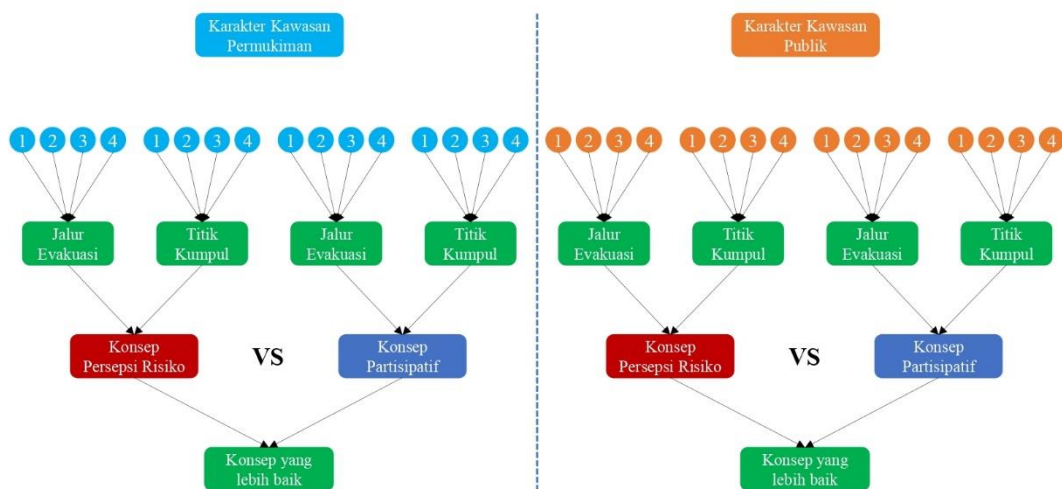 Karakter Kawasan
Permukiman
1 2 3 4 1 2 3 4 1 2 3 4 1 2 3 4
Jalur
Evakuasi
Titik
Kumpul
Jalur
Evakuasi
Titik
Kumpul
Konsep
Persepsi Risiko
VS
Konsep
Partisipatif
Konsep yang
lebih baik
Karakter Kawasan
Publik
1 2 3 4 1 2 3 4 1 2 3 4 1 2 3 4
Jalur
Evakuasi
Titik
Kumpul
Jalur
Evakuasi
Titik
Kumpul
Konsep
Persepsi Risiko
VS
Konsep
Partisipatif
Konsep yang
lebih baik